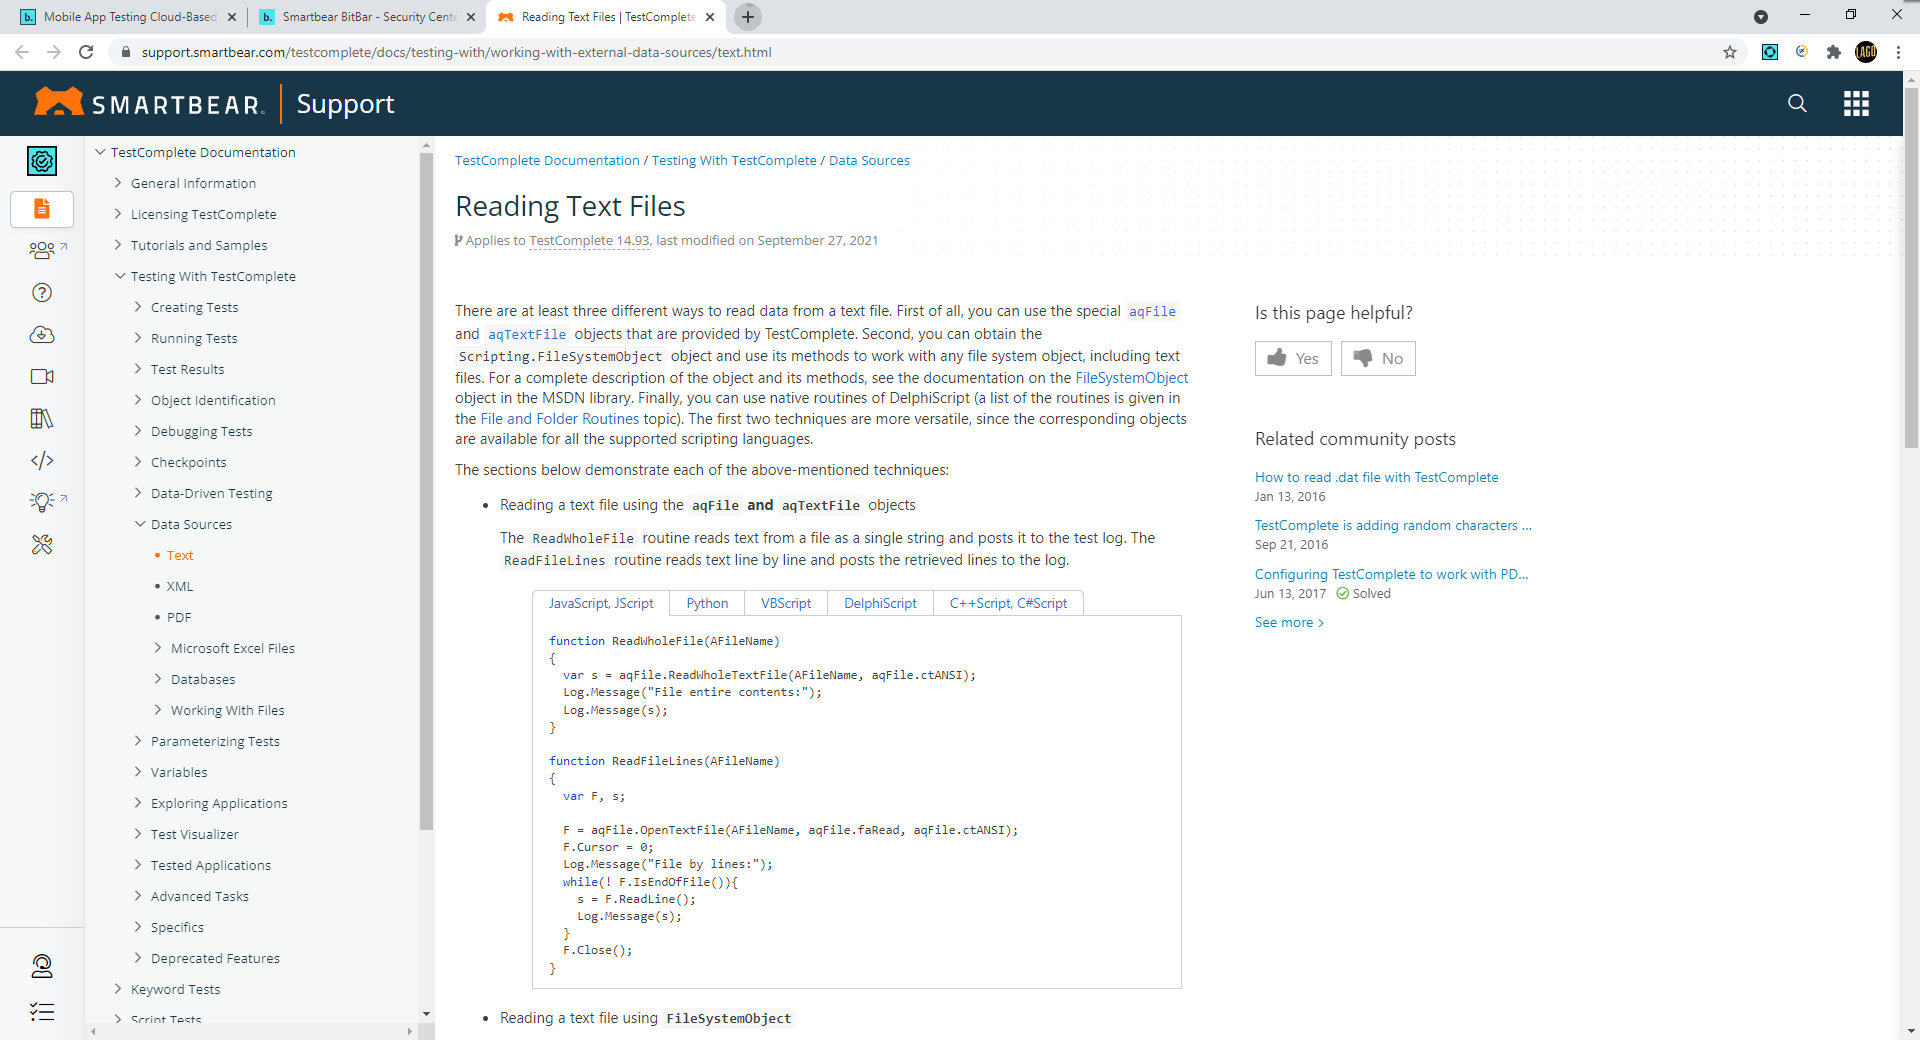 Mobile App Testing Cloud-Based
Smartbear BitBar - Security Cente
Reading Text Files | TestComplete
support.smartbear.com/testcomplete/docs/testing-with/working-with-external-data-sources/text.html
LAGO
SMARTBEAR
Support
TestComplete Documentation
General Information
Licensing TestComplete
Tutorials and Samples
Testing With TestComplete
Creating Tests
Running Tests
Test Results
Object Identification
Debugging Tests
Checkpoints
Data-Driven Testing
Data Sources
• Text
• XML
• PDF
Microsoft Excel Files
Databases
Working With Files
Parameterizing Tests
Variables
Exploring Applications
Test Visualizer
Tested Applications
Advanced Tasks
Specifics
Deprecated Features
Keyword Tests
Script Tests
TestComplete Documentation / Testing With TestComplete / Data Sources
Reading Text Files
Applies to TestComplete 14.93, last modified on September 27, 2021
There are at least three different ways to read data from a text file. First of all, you can use the special aqFile
and aqTextFile objects that are provided by TestComplete. Second, you can obtain the
Scripting.FileSystemObject object and use its methods to work with any file system object, including text
files. For a complete description of the object and its methods, see the documentation on the FileSystemObject
object in the MSDN library. Finally, you can use native routines of DelphiScript (a list of the routines is given in
the File and Folder Routines topic). The first two techniques are more versatile, since the corresponding objects
are available for all the supported scripting languages.
The sections below demonstrate each of the above-mentioned techniques:
• Reading a text file using the aqFile and aqTextFile objects
The ReadWholeFile routine reads text from a file as a single string and posts it to the test log. The
ReadFileLines routine reads text line by line and posts the retrieved lines to the log.
JavaScript, JScript
Python
VBScript
DelphiScript
C++Script, C#Script
function ReadWholeFile(AFileName)
{
var s = aqFile.ReadWholeTextFile(AFileName, aqFile.ctANSI);
Log.Message("File entire contents:");
Log.Message(s);
}
function ReadFileLines(AFileName)
{
var F, s;
F = aqFile.OpenTextFile(AFileName, aqFile.faRead, aqFile.ctANSI);
F.Cursor = 0;
Log.Message("File by lines:");
while(! F.IsEndOfFile()){
s = F.ReadLine();
Log.Message(s);
}
F.Close();
}
• Reading a text file using FileSystemObject
Is this page helpful?
Yes
No
Related community posts
How to read .dat file with TestComplete
Jan 13, 2016
TestComplete is adding random characters ...
Sep 21, 2016
Configuring TestComplete to work with PD...
Jun 13, 2017 Solved
See more